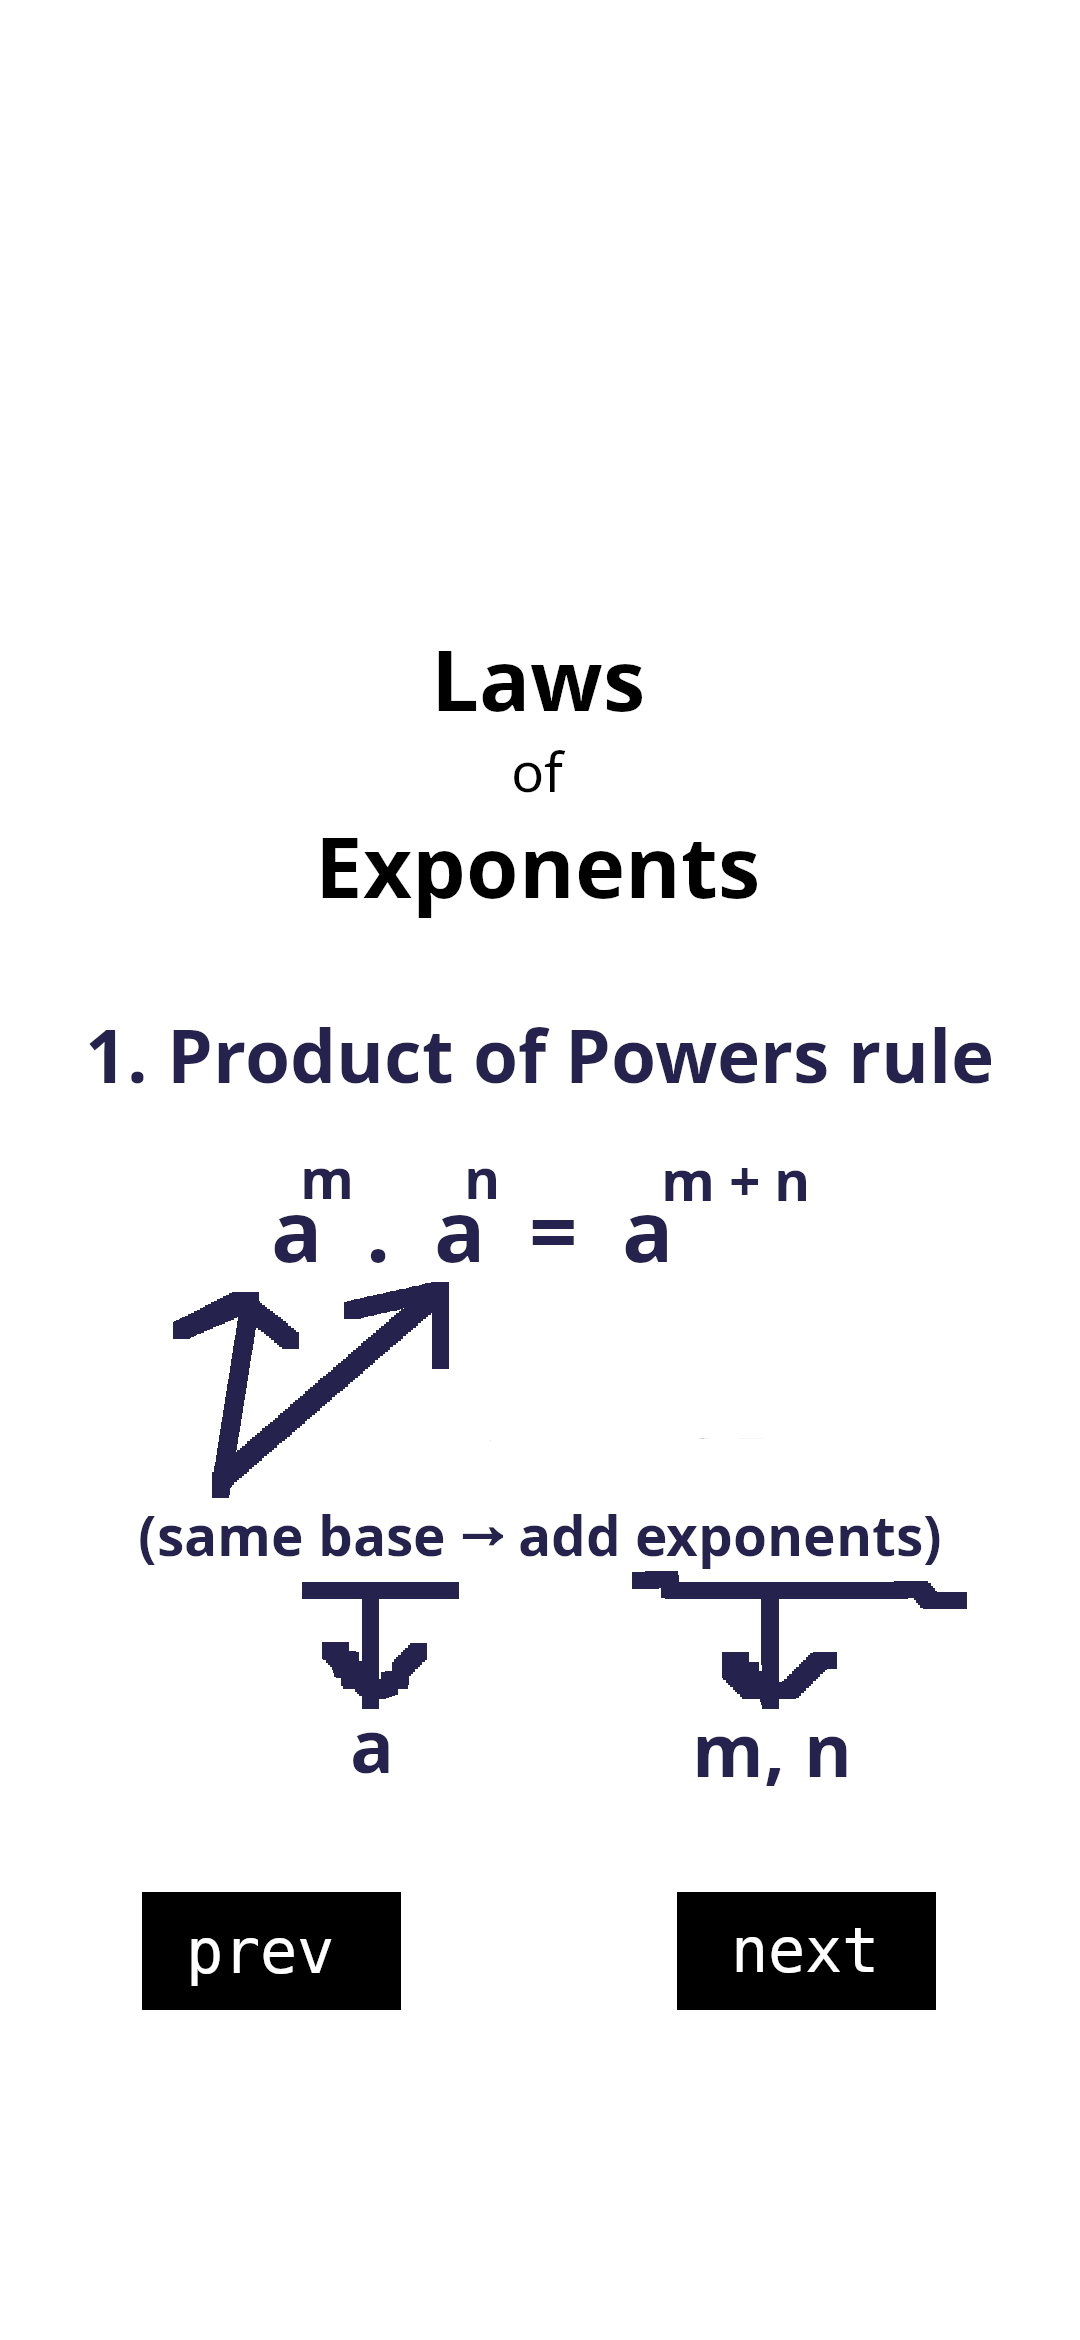 Laws
of
Exponents
1. Product of Powers rule
a^m . a^n = a^(m + n)
(same base → add exponents)
a m, n
prev next